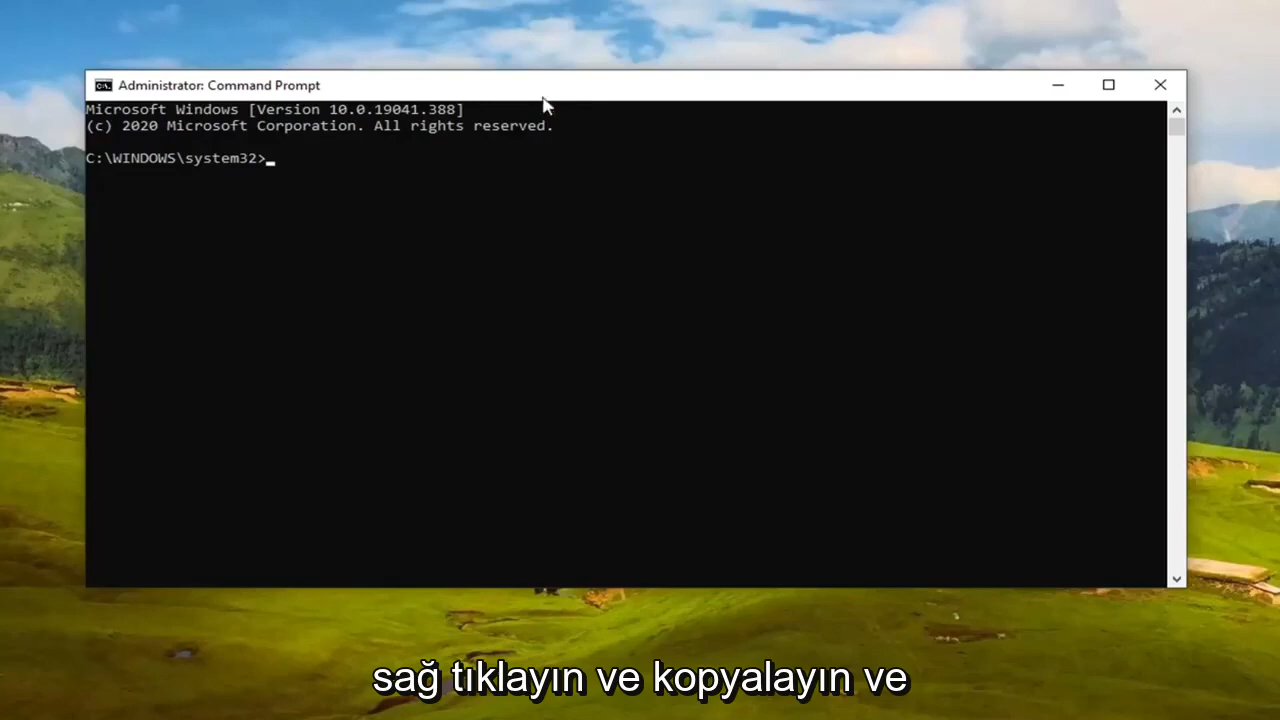 Administrator: Command Prompt
Microsoft Windows [Version 10.0.19041.388]
(c) 2020 Microsoft Corporation. All rights reserved.
C:\WINDOWS\system32>
sağ tıklayın ve kopyalayın ve